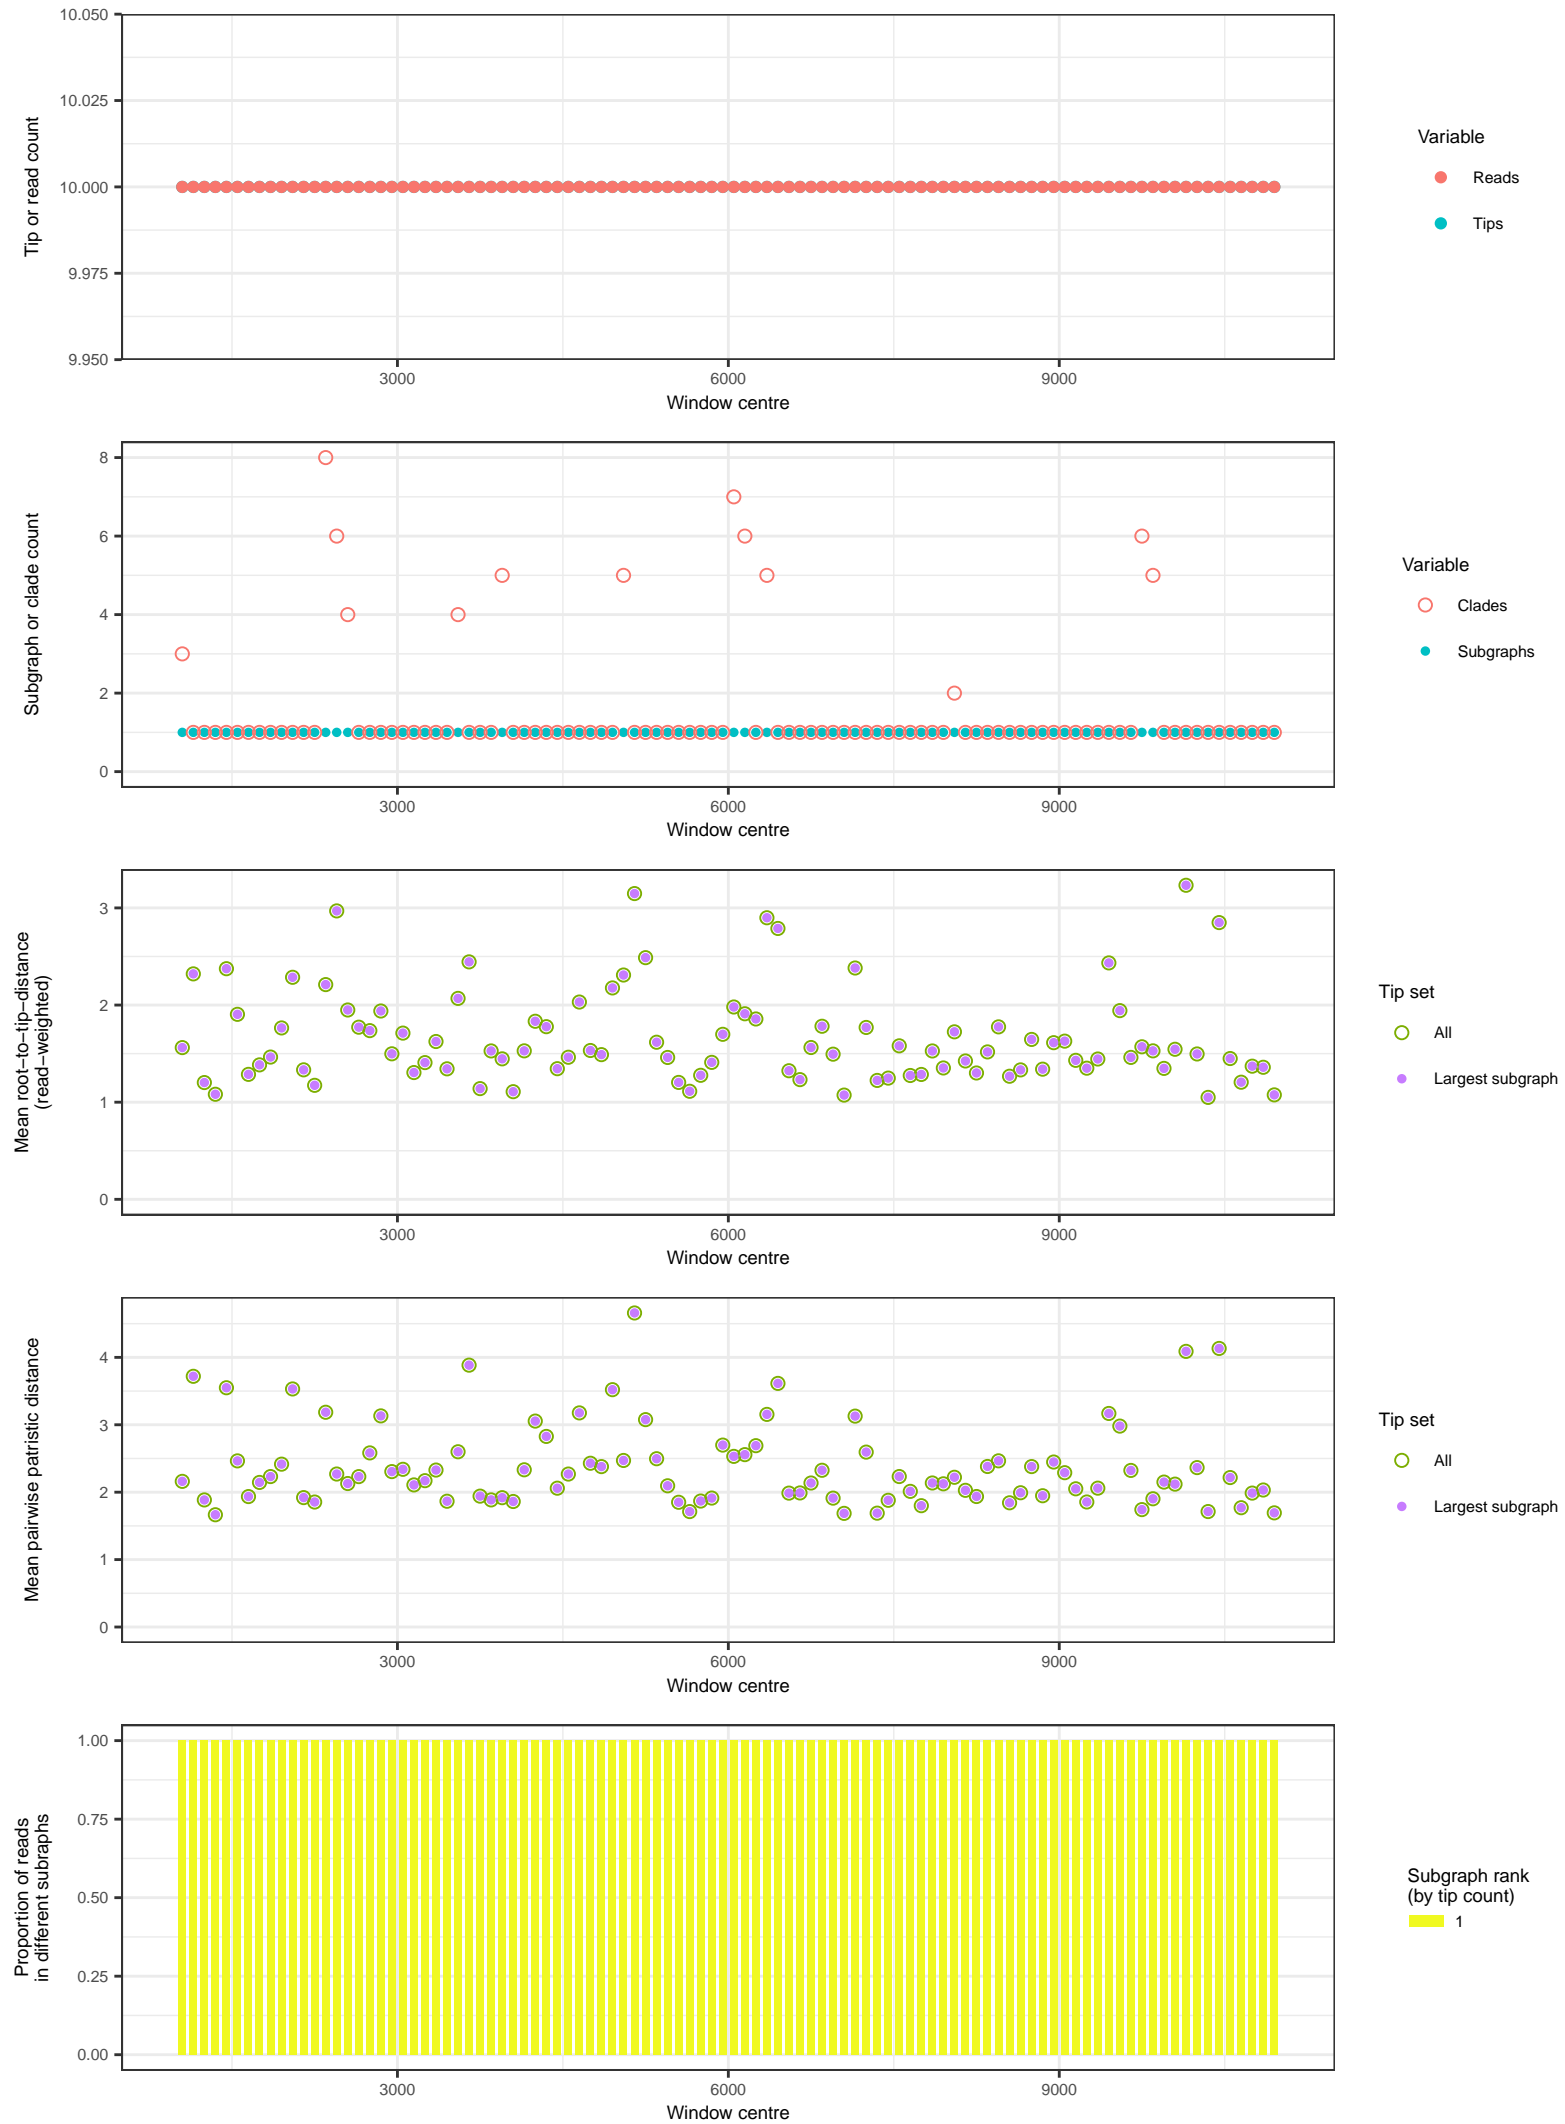 10.050
10.025
10.000
9.975
9.950
Tip or read count
3000 6000 9000
Window centre
Variable
Reads
Tips
8
6
4
2
0
Subgraph or clade count
3000 6000 9000
Window centre
Variable
Clades
Subgraphs
3
2
1
0
Mean root−to−tip−distance
(read−weighted)
3000 6000 9000
Window centre
Tip set
All
Largest subgraph
4
3
2
1
0
Mean pairwise patristic distance
3000 6000 9000
Window centre
Tip set
All
Largest subgraph
1.00
0.75
0.50
0.25
0.00
Proportion of reads
in different subraphs
3000 6000 9000
Window centre
Subgraph rank
(by tip count)
1